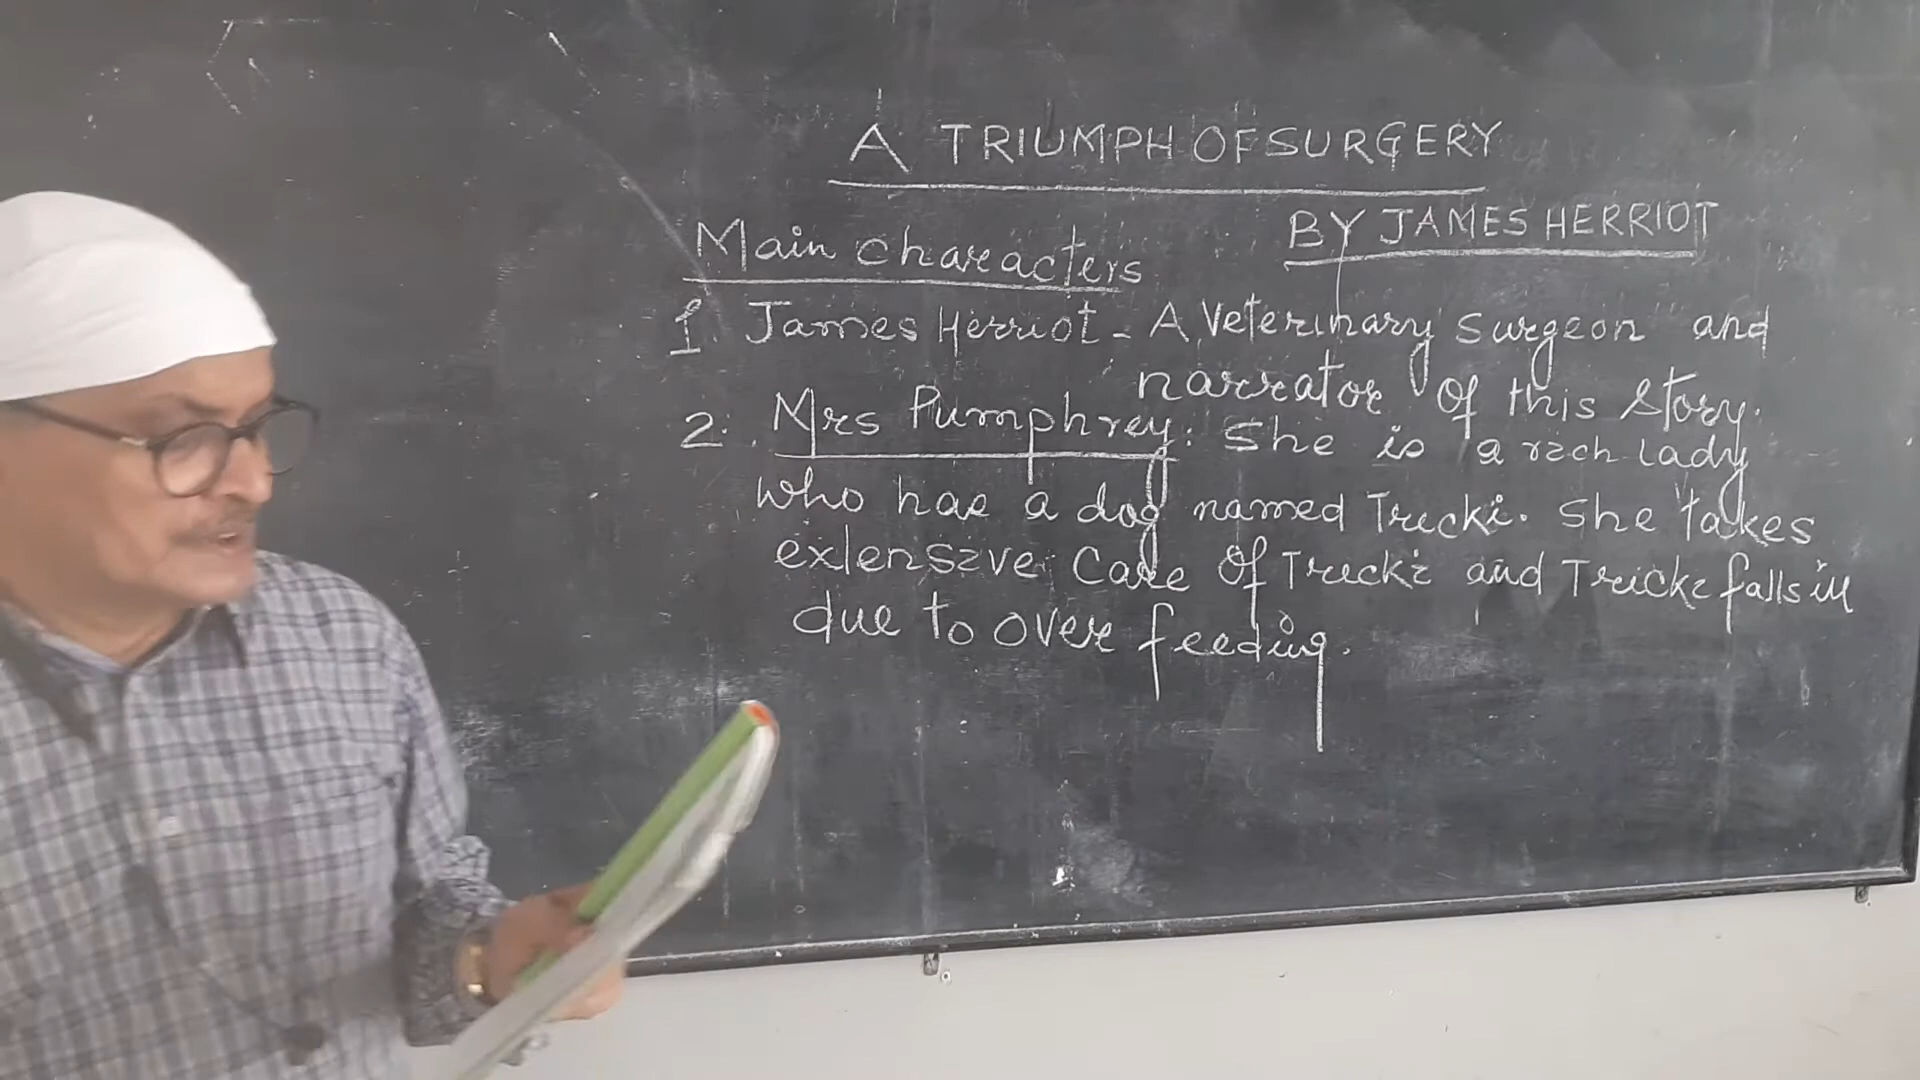 A TRIUMPH OF SURGERY
BY JAMES HERRIOT
Main characters
1. James Herriot - A Veterinary surgeon and
narrator of this story.
2. Mrs Pumphrey: She is a rich lady
who has a dog named Tricki. She takes
extensive care of Tricki and Tricki falls ill
due to over feeding.